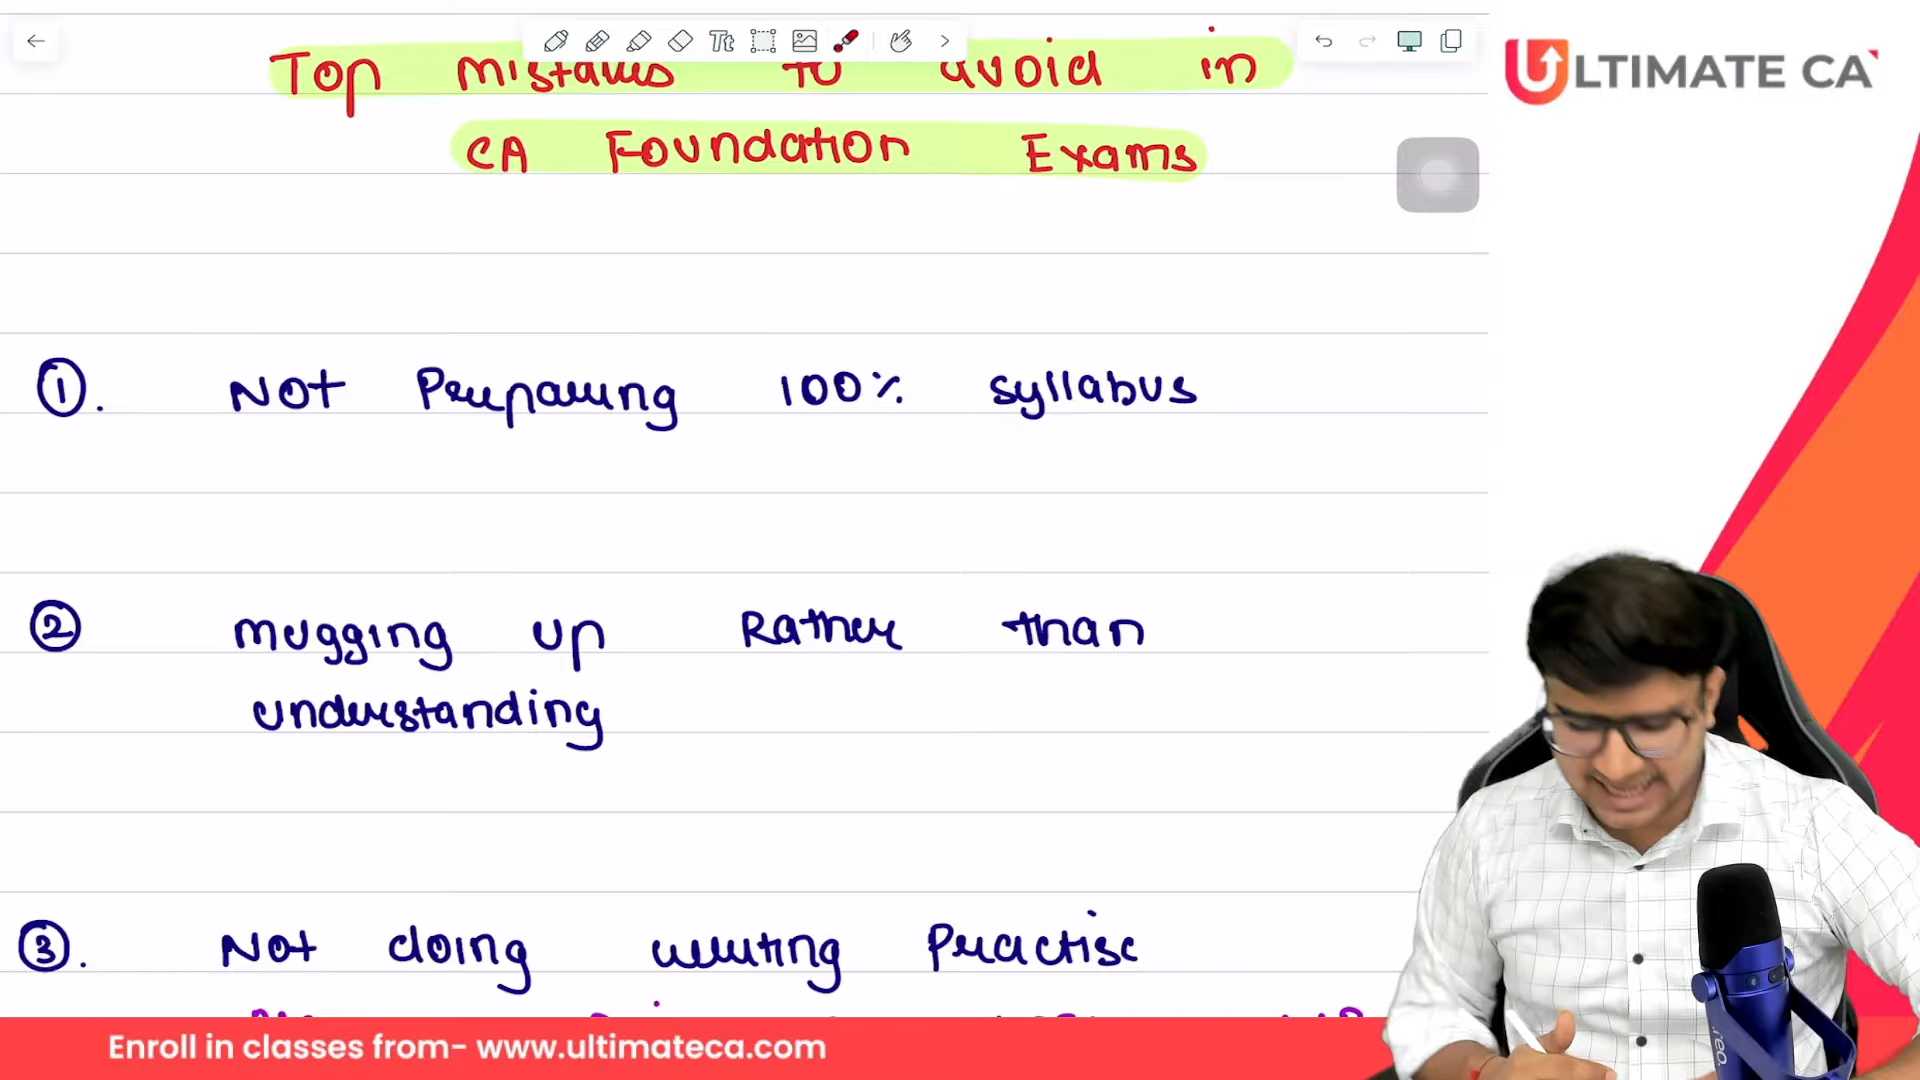 Top mistakes to avoid in
CA Foundation Exams
ULTIMATE CA
Tt
①. Not Preparing 100% syllabus
② mugging up Rather than
understanding
③. Not doing writing Practise
Enroll in classes from- www.ultimateca.com